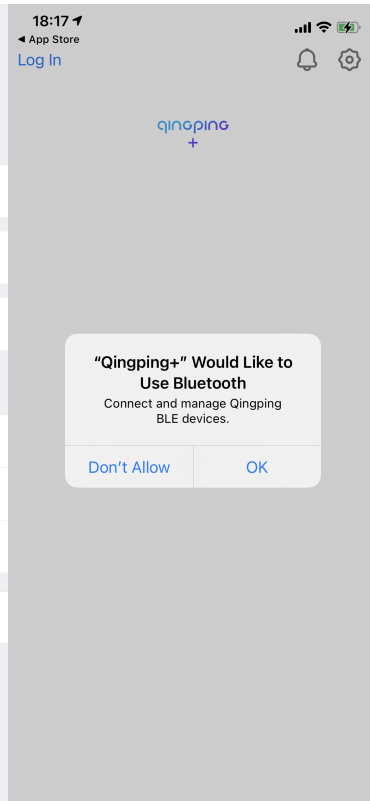 18:17
◀ App Store
Log In
qingping
+
“Qingping+” Would Like to
Use Bluetooth
Connect and manage Qingping
BLE devices.
Don’t Allow
OK